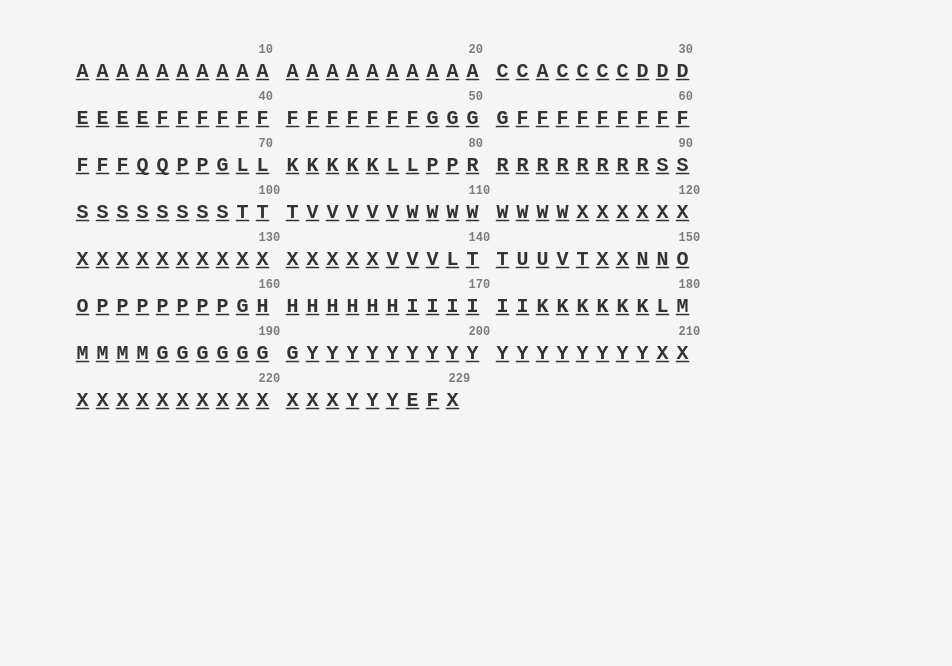 10 20 30
AAAAAAAAAA AAAAAAAAAA CCACCCCDDD
40 50 60
EEEEFFFFFF FFFFFFFGGG GFFFFFFFFF
70 80 90
FFFQQPPGLL KKKKKLLPPR RRRRRRRRSS
100 110 120
SSSSSSSSTT TVVVVVWWWW WWWWXXXXXX
130 140 150
XXXXXXXXXX XXXXXVVVLT TUUVTXXNNO
160 170 180
OPPPPPPPGH HHHHHHIIII IIKKKKKKLM
190 200 210
MMMMGGGGGG GYYYYYYYYY YYYYYYYYXX
220 229
XXXXXXXXXX XXXYYYEFX